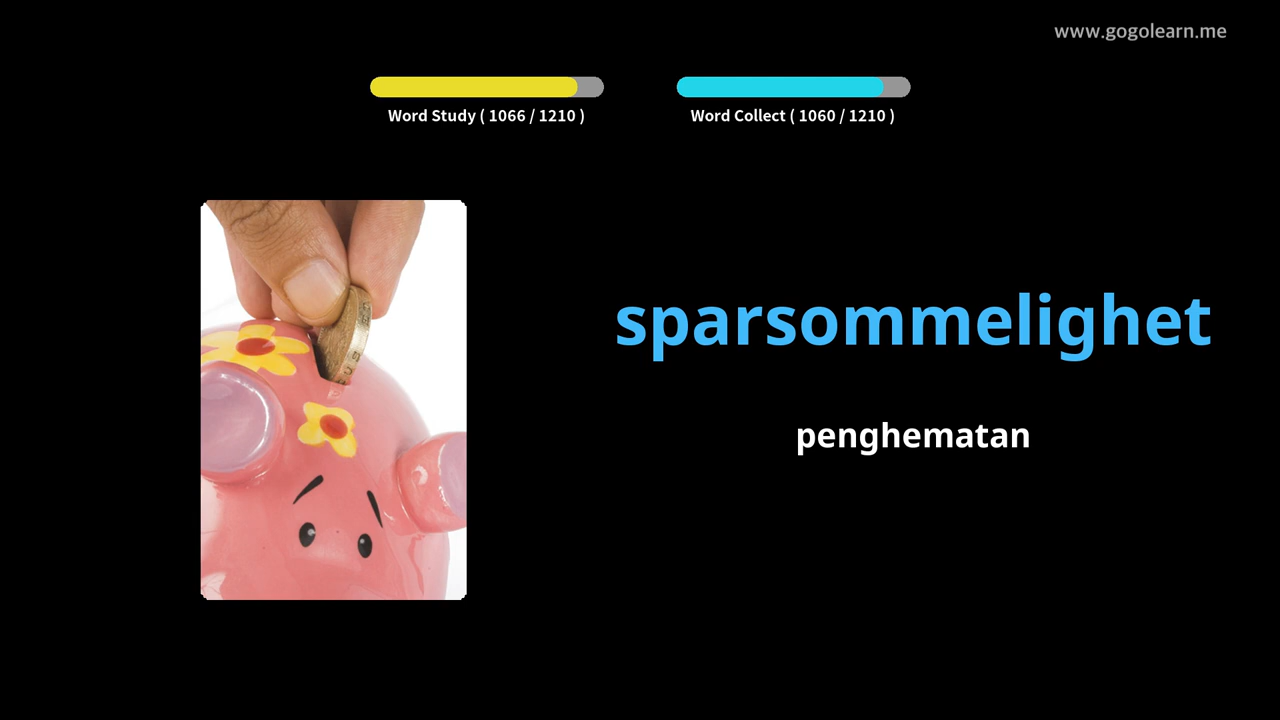 www.gogolearn.me
Word Study ( 1066 / 1210 )
Word Collect ( 1060 / 1210 )
sparsommelighet
penghematan